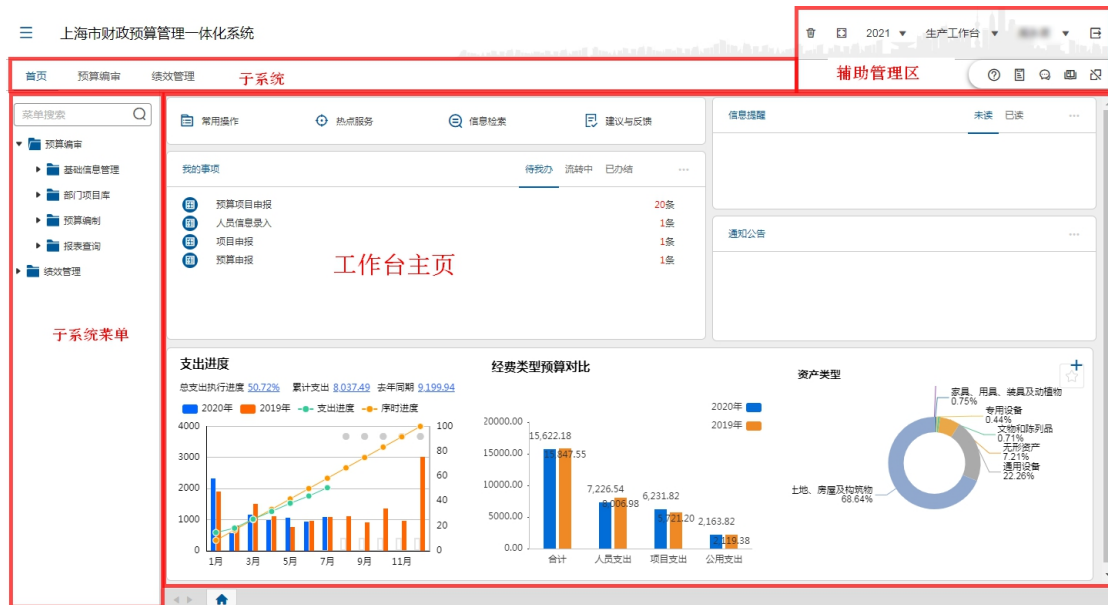 上海市财政预算管理一体化系统
2021
生产工作台
首页 预算编审 绩效管理 子系统
辅助管理区
菜单搜索
预算编审
基础信息管理
部门项目库
预算编制
报表查询
绩效管理
子系统菜单
常用操作 热点服务 信息检索 建议与反馈
我的事项 待我办 流转中 已办结
预算项目申报 20条
人员信息录入 1条
项目申报 1条
预算申报 1条
工作台主页
信息提醒 未读 已读
通知公告
支出进度
总支出执行进度 50.72% 累计支出 8,037.49 去年同期 9,199.94
2020年 2019年 支出进度 序时进度
4000 100
3000 80
60
2000
40
1000 20
0 0
1月 3月 5月 7月 9月 11月
经费类型预算对比
2020年
2019年
20000.00
15000.00
10000.00
5000.00
0.00
15,622.18
15,847.55
7,226.54
8,006.98
6,231.82
5,721.20
2,163.82
2,119.38
合计 人员支出 项目支出 公用支出
资产类型
家具、用具、装具及动植物
0.75%
专用设备
0.44%
文物和陈列品
0.71%
无形资产
7.21%
通用设备
22.26%
土地、房屋及构筑物
68.64%